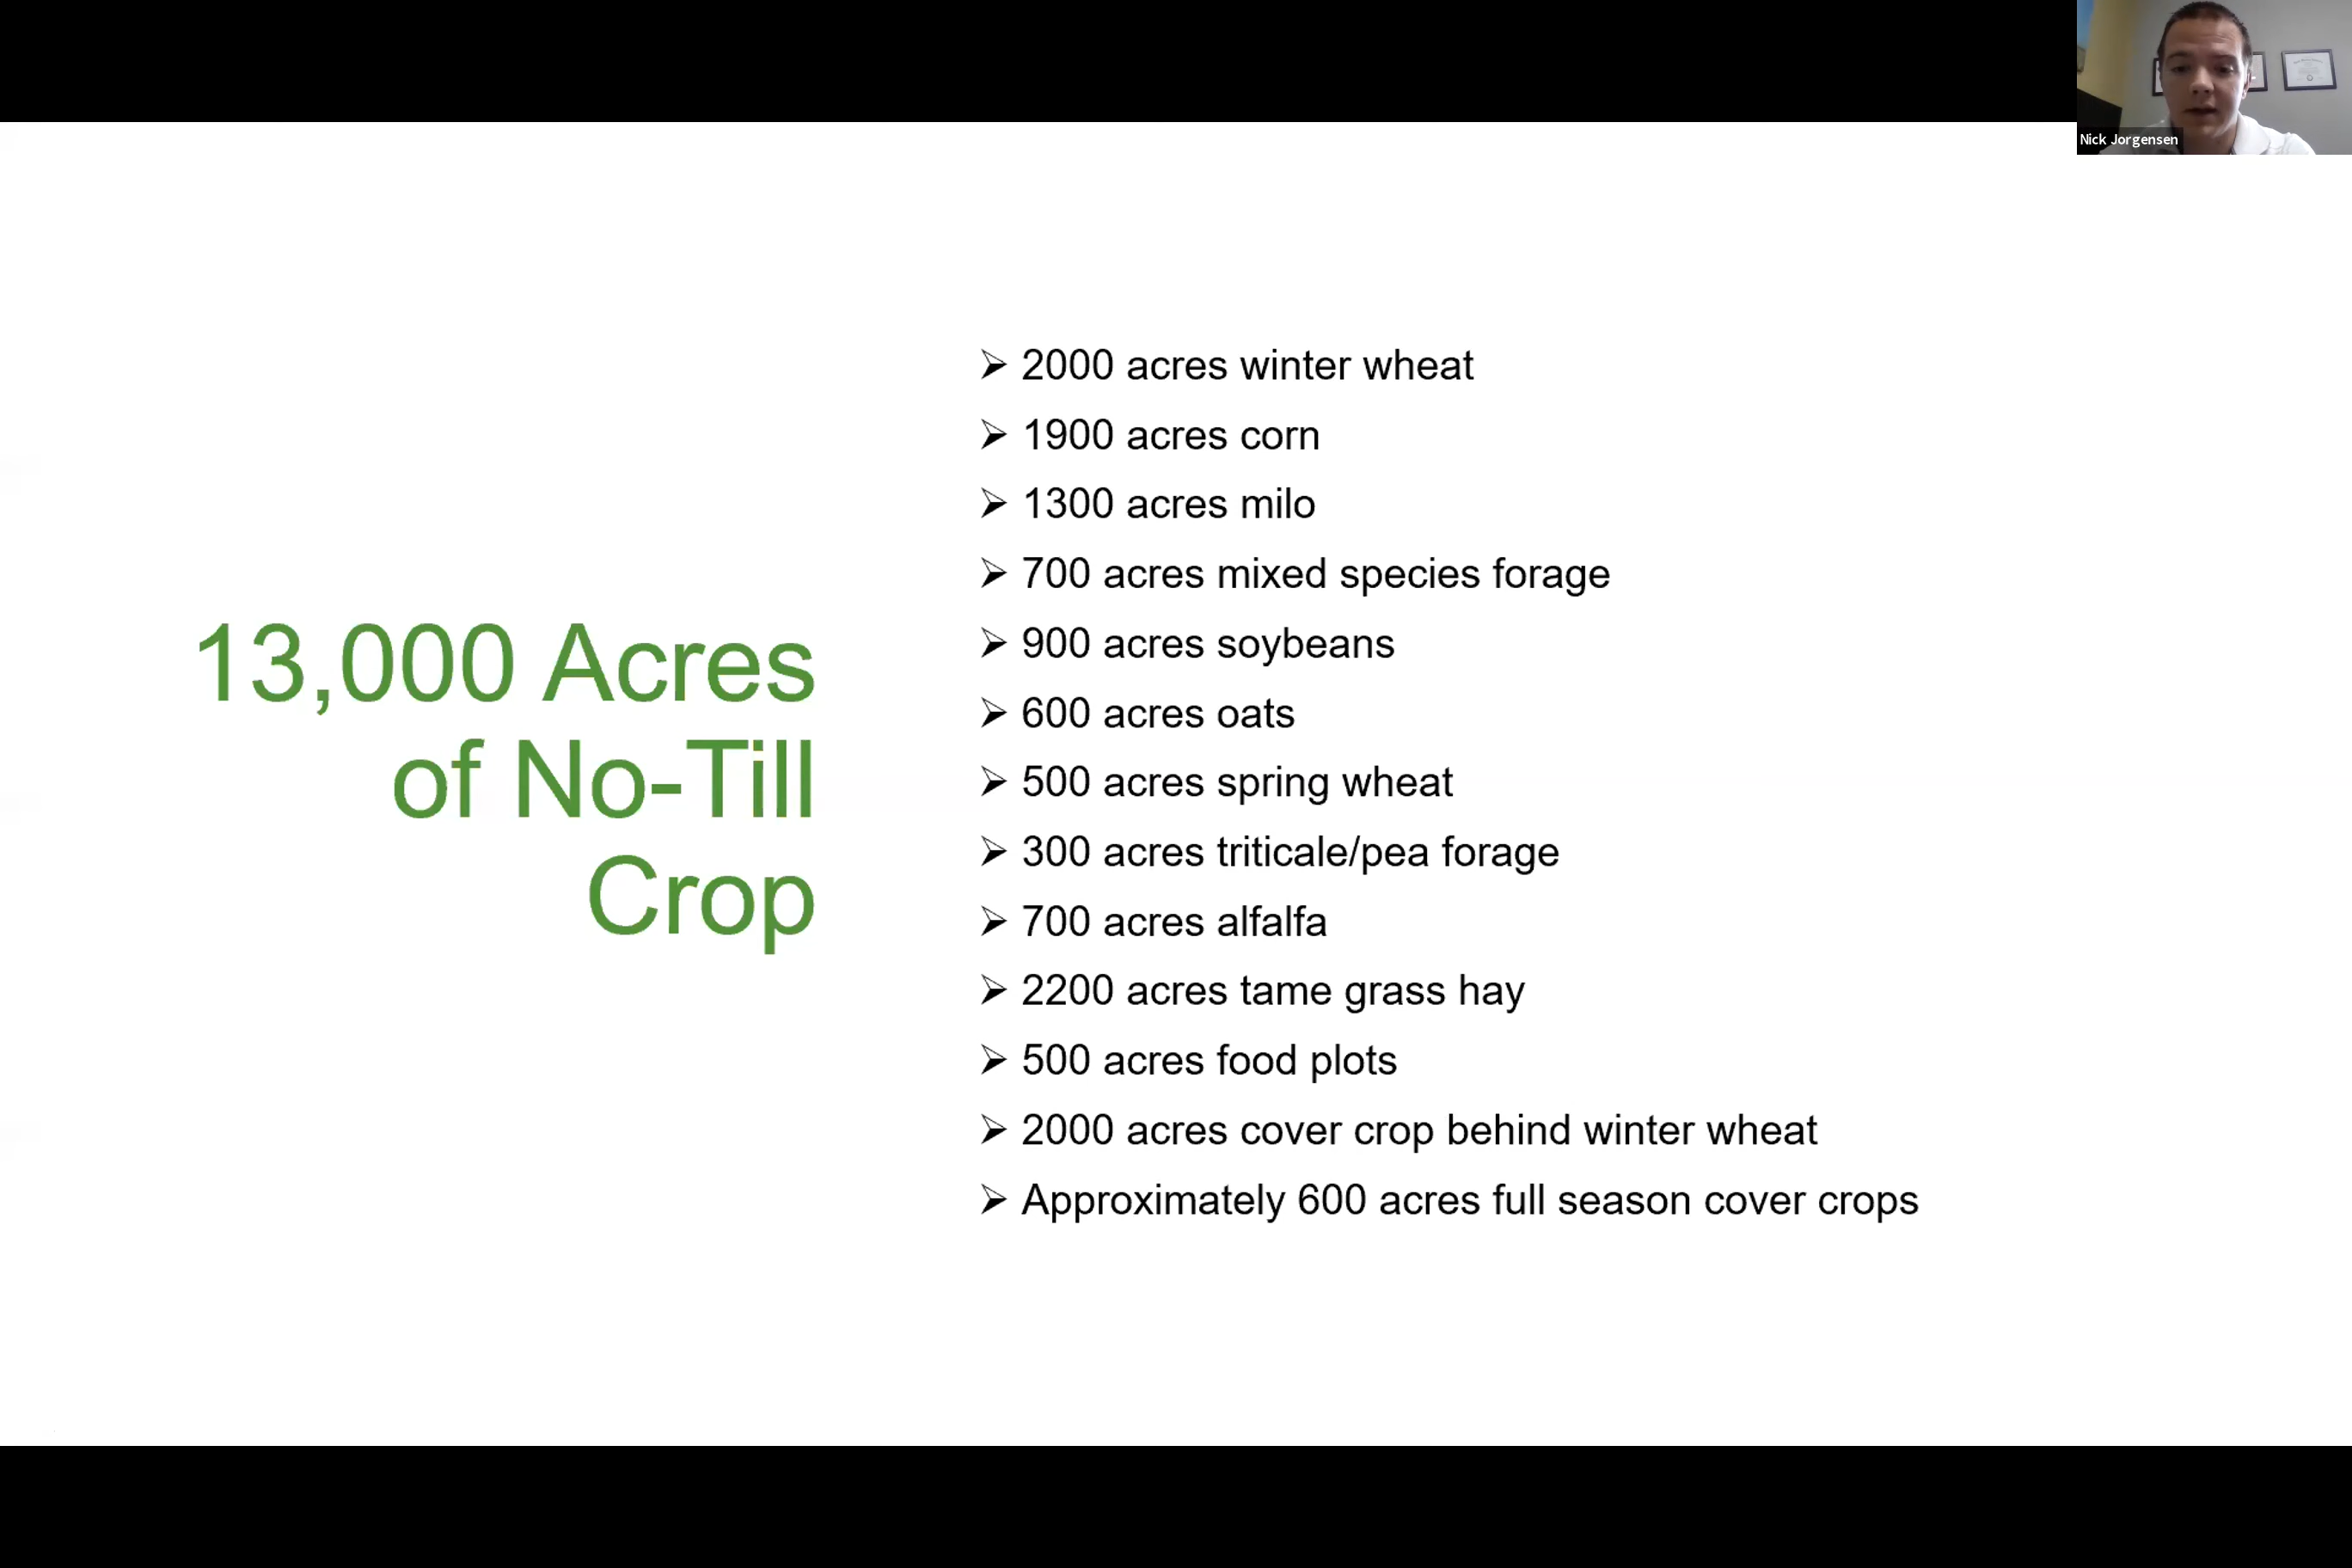 Nick Jorgensen
13,000 Acres
of No-Till
Crop
➢ 2000 acres winter wheat
➢ 1900 acres corn
➢ 1300 acres milo
➢ 700 acres mixed species forage
➢ 900 acres soybeans
➢ 600 acres oats
➢ 500 acres spring wheat
➢ 300 acres triticale/pea forage
➢ 700 acres alfalfa
➢ 2200 acres tame grass hay
➢ 500 acres food plots
➢ 2000 acres cover crop behind winter wheat
➢ Approximately 600 acres full season cover crops